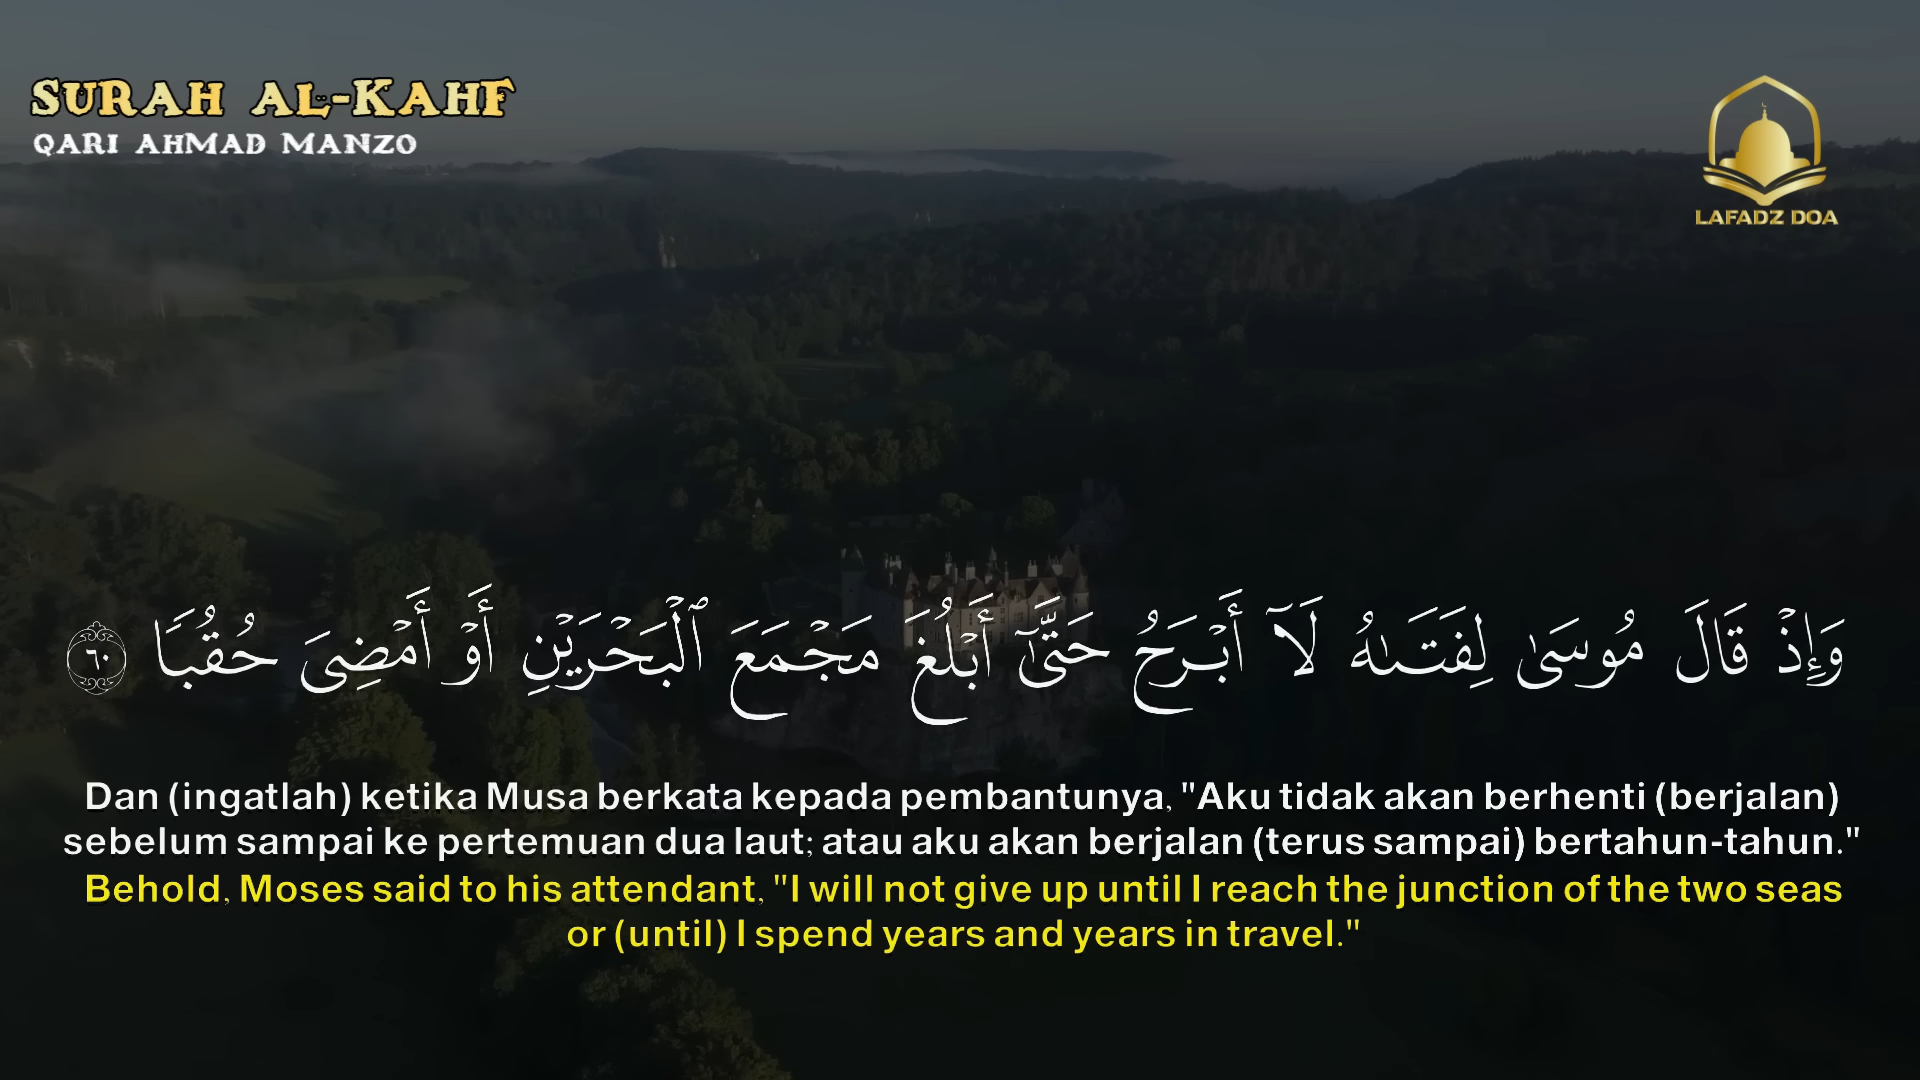 SURAH AL-KAHF
QARI AHMAD MANZO
LAFADZ DOA
وَإِذْ قَالَ مُوسَىٰ لِفَتَىٰهُ لَآ أَبْرَحُ حَتَّىٰٓ أَبْلُغَ مَجْمَعَ ٱلْبَحْرَيْنِ أَوْ أَمْضِىَ حُقُبًا ٦٠
Dan (ingatlah) ketika Musa berkata kepada pembantunya, "Aku tidak akan berhenti (berjalan)
sebelum sampai ke pertemuan dua laut; atau aku akan berjalan (terus sampai) bertahun-tahun."
Behold, Moses said to his attendant, "I will not give up until I reach the junction of the two seas
or (until) I spend years and years in travel."